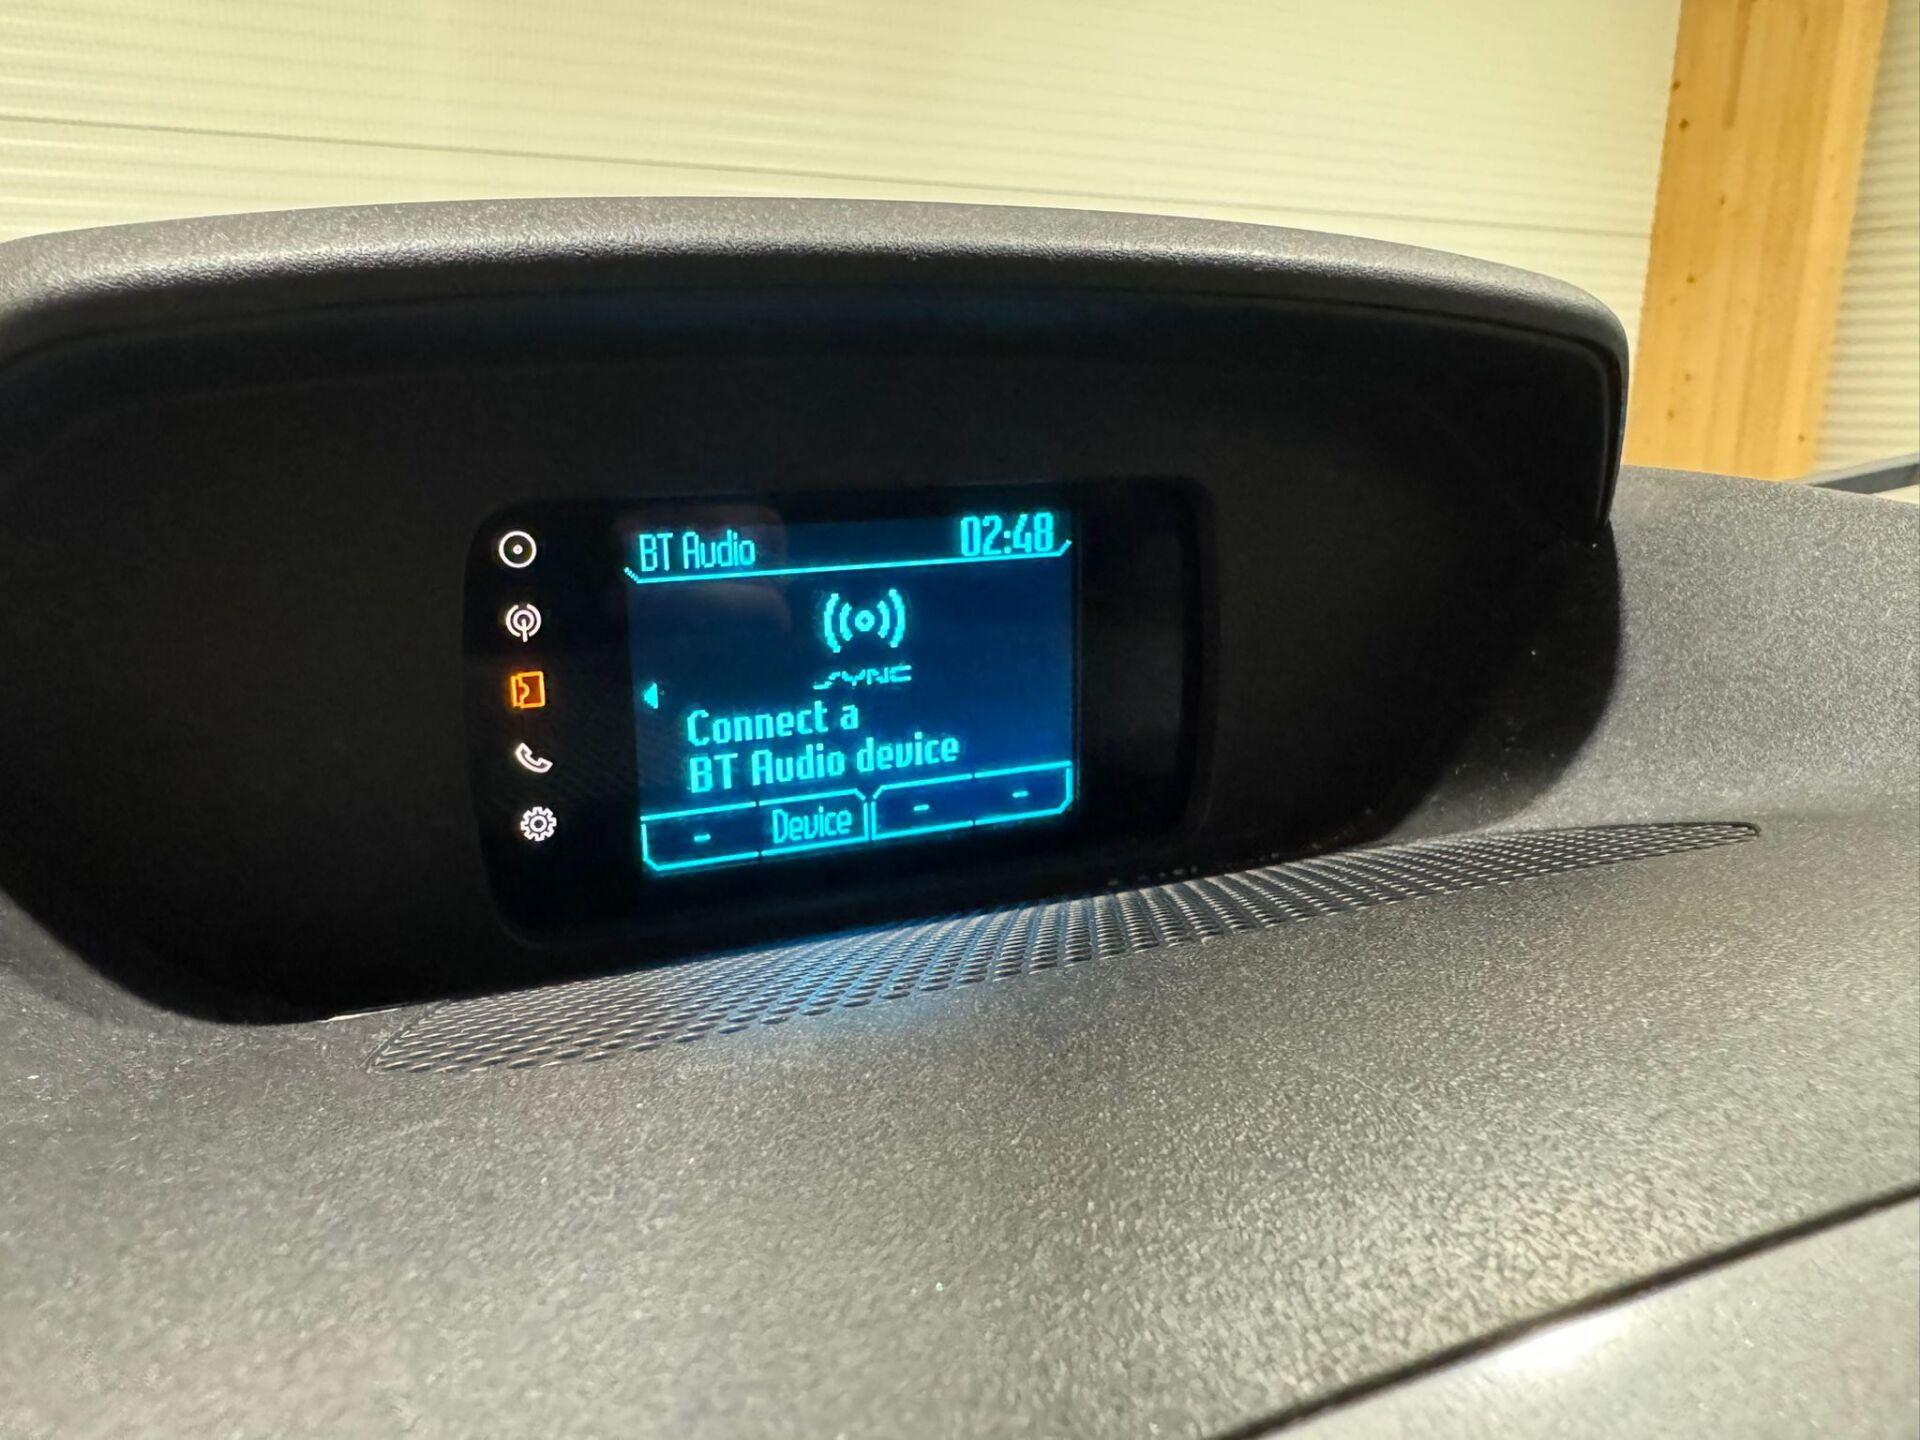 BT Audio 02:48
SYNC
Connect a
BT Audio device
- Device - -